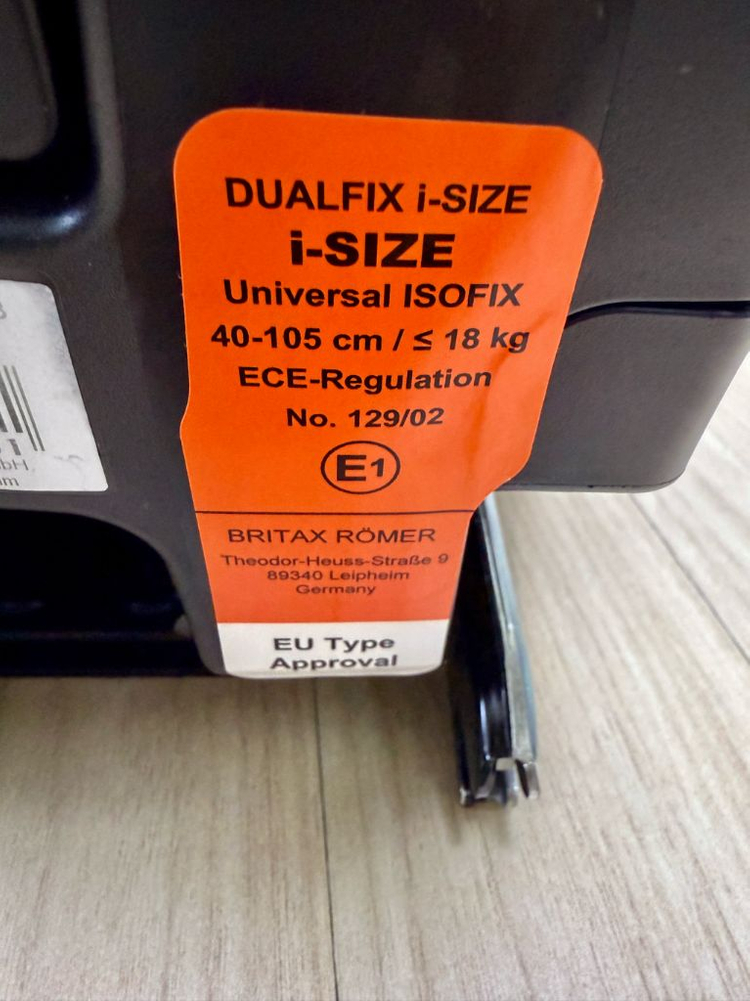 DUALFIX i-SIZE
i-SIZE
Universal ISOFIX
40-105 cm / ≤ 18 kg
ECE-Regulation
No. 129/02
E1
BRITAX RÖMER
Theodor-Heuss-Straße 9
89340 Leipheim
Germany
EU Type
Approval